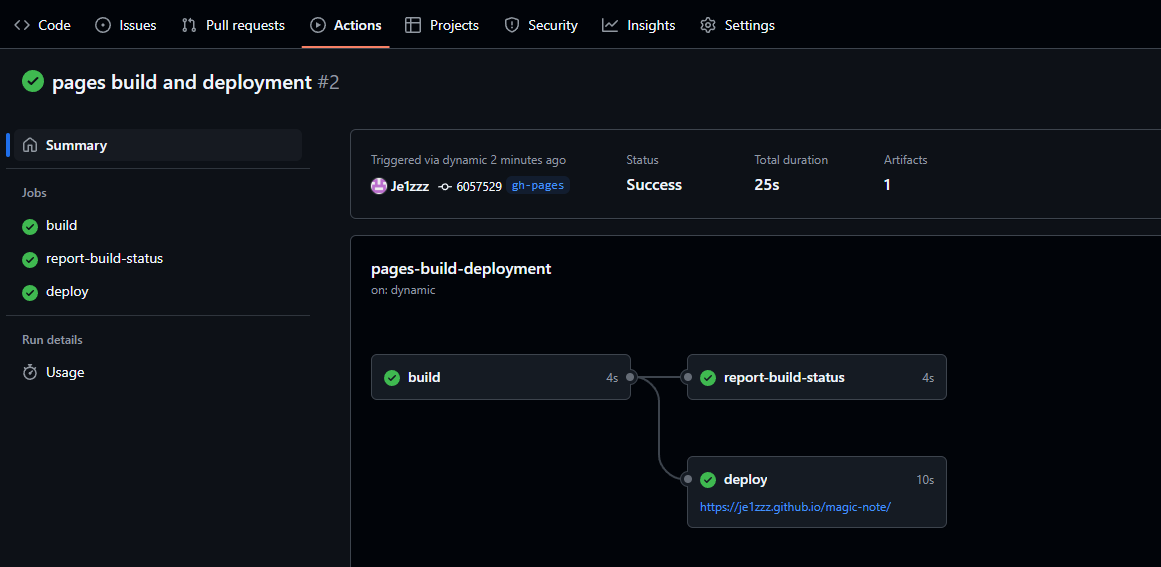 Code Issues Pull requests Actions Projects Security Insights Settings
pages build and deployment #2
Summary
Jobs
build
report-build-status
deploy
Run details
Usage
Triggered via dynamic 2 minutes ago
Je1zzz 6057529 gh-pages
Status
Success
Total duration
25s
Artifacts
1
pages-build-deployment
on: dynamic
build 4s
report-build-status 4s
deploy 10s
https://je1zzz.github.io/magic-note/